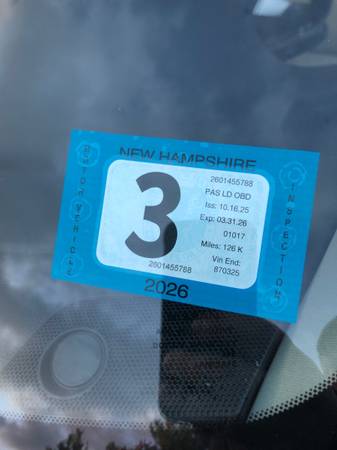 NEW HAMPSHIRE
MOTOR VEHICLE
3
2601455788
PAS LD OBD
Iss: 10.16.25
Exp: 03.31.26
01017
Miles: 126 K
Vin End:
870325
2601455788
INSPECTION
2026